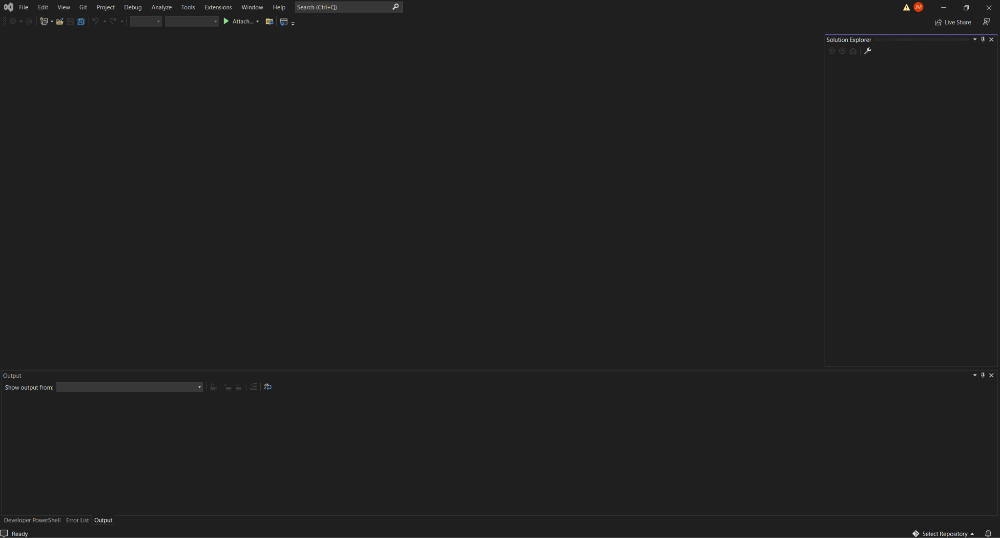 File Edit View Git Project Debug Analyze Tools Extensions Window Help Search (Ctrl+Q) JM
Attach... Live Share
Solution Explorer
Output
Show output from:
Developer PowerShell Error List Output
Ready Select Repository